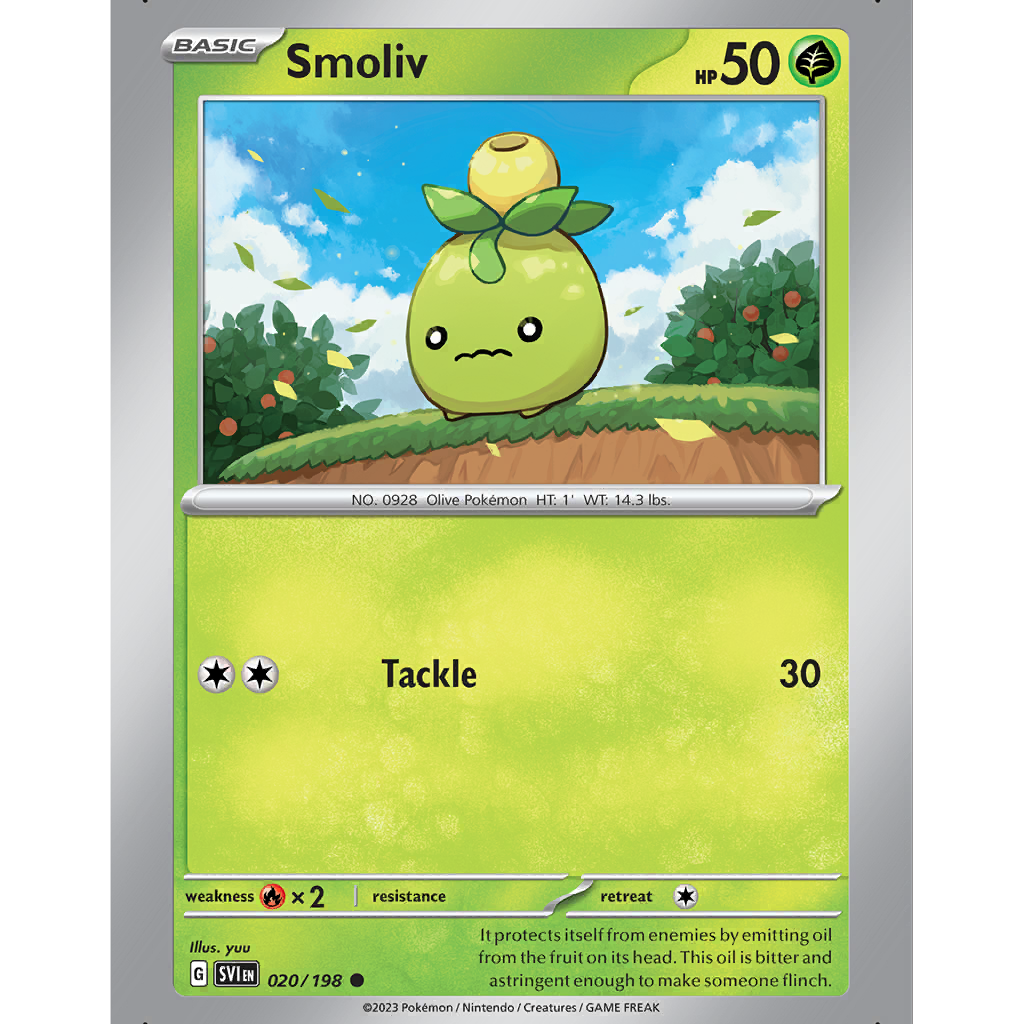 BASIC
Smoliv
HP 50
NO. 0928 Olive Pokémon HT: 1' WT: 14.3 lbs.
Tackle 30
weakness ×2 resistance retreat
Illus. yuu
It protects itself from enemies by emitting oil
from the fruit on its head. This oil is bitter and
astringent enough to make someone flinch.
G SVI EN 020/198
©2023 Pokémon / Nintendo / Creatures / GAME FREAK